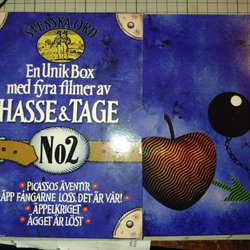 SVENSKA ORD
En Unik Box
med fyra filmer av
HASSE & TAGE
No2
• PICASSOS ÄVENTYR
ÄPP FÅNGARNE LOSS, DET ÄR VÅR!
• ÄPPELKRIGET
• ÄGGET ÄR LÖST